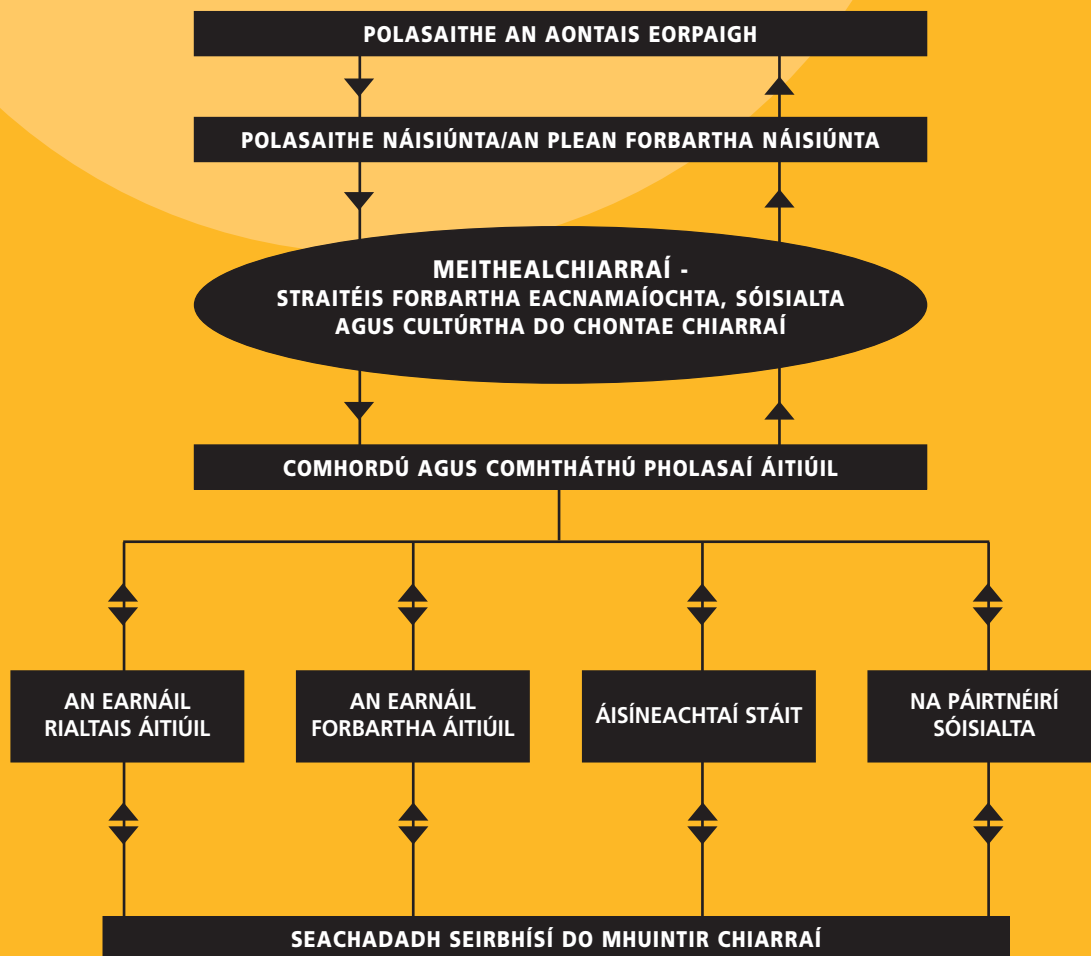 POLASAITHE AN AONTAIS EORPAIGH
POLASAITHE NÁISIÚNTA/AN PLEAN FORBARTHA NÁISIÚNTA
MEITHEALCHIARRAÍ -
STRAITÉIS FORBARTHA EACNAMAÍOCHTA, SÓISIALTA
AGUS CULTÚRTHA DO CHONTAE CHIARRAÍ
COMHORDÚ AGUS COMHTHÁTHÚ PHOLASAÍ ÁITIÚIL
AN EARNÁIL
RIALTAIS ÁITIÚIL
AN EARNÁIL
FORBARTHA ÁITIÚIL
ÁISÍNEACHTAÍ STÁIT
NA PÁIRTNÉIRÍ
SÓISIALTA
SEACHADADH SEIRBHÍSÍ DO MHUINTIR CHIARRAÍ